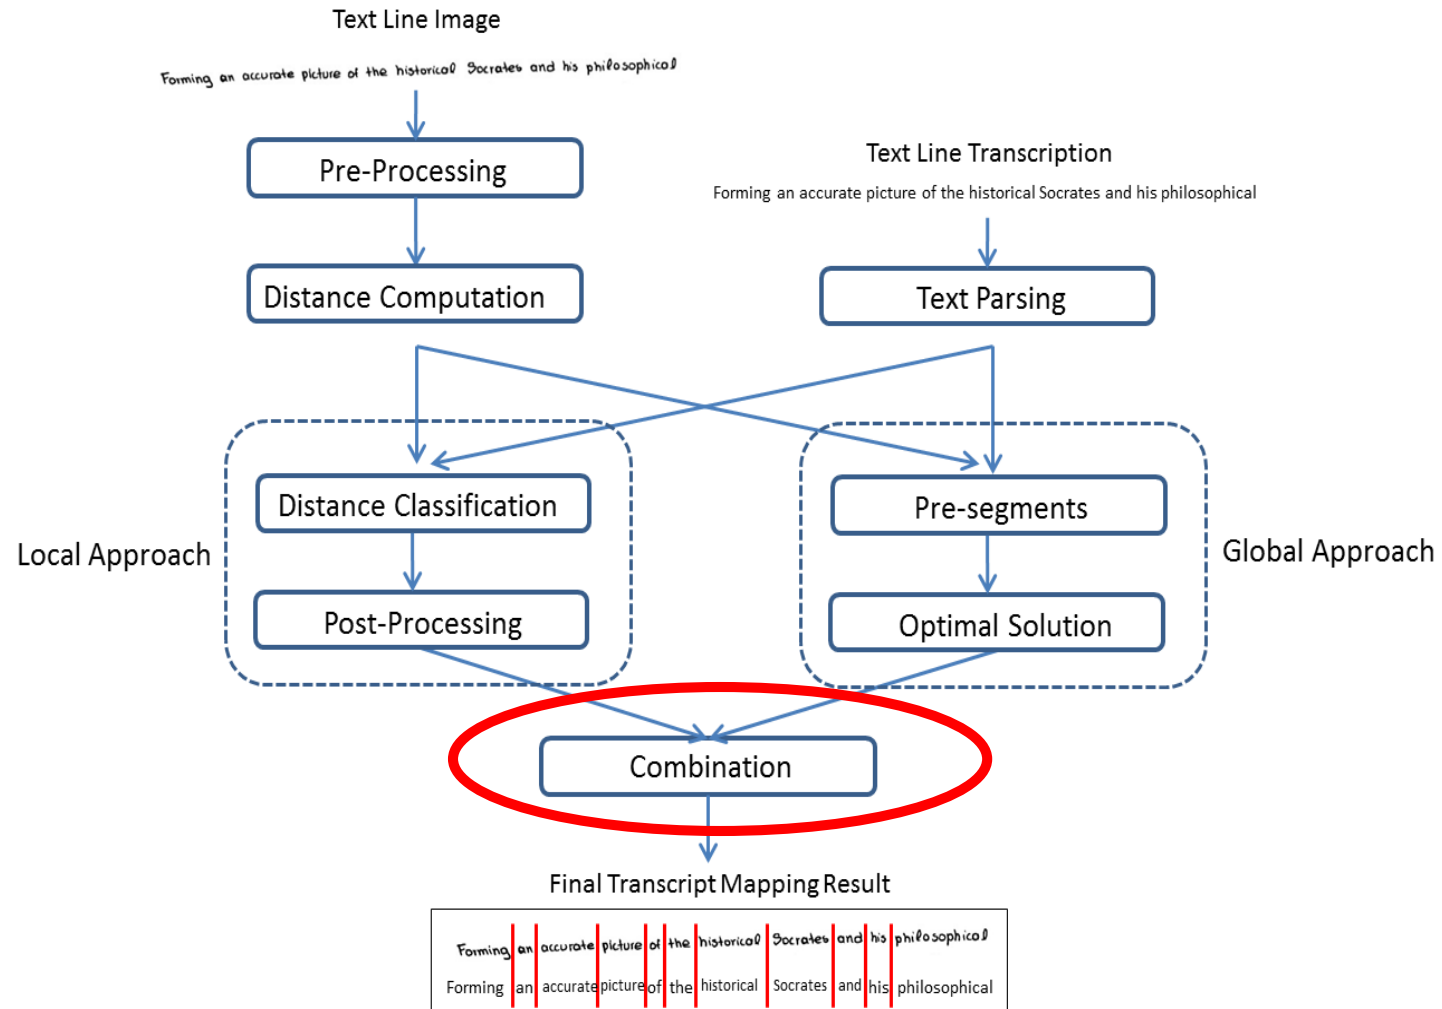 Text Line Image
Forming an accurate picture of the historical Socrates and his philosophical
Pre-Processing
Text Line Transcription
Forming an accurate picture of the historical Socrates and his philosophical
Distance Computation
Text Parsing
Distance Classification
Pre-segments
Local Approach
Global Approach
Post-Processing
Optimal Solution
Combination
Final Transcript Mapping Result
Forming an accurate picture of the historical Socrates and his philosophical
Forming an accurate picture of the historical Socrates and his philosophical